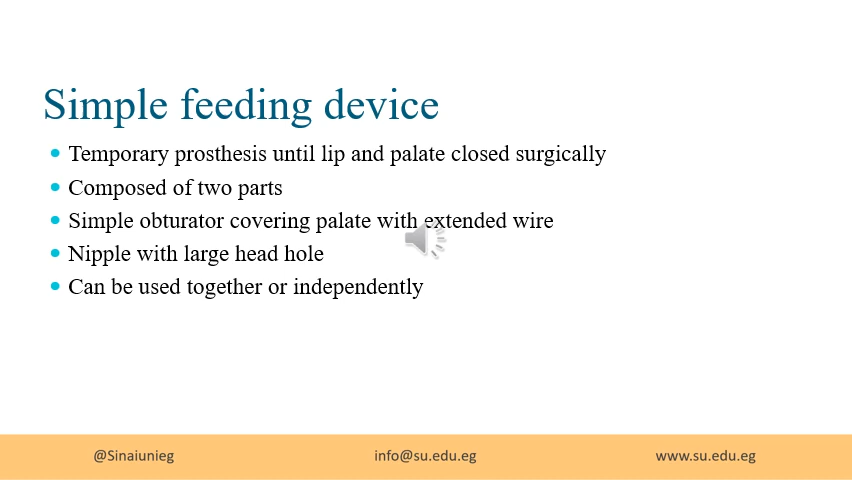 Simple feeding device
• Temporary prosthesis until lip and palate closed surgically
• Composed of two parts
• Simple obturator covering palate with extended wire
• Nipple with large head hole
• Can be used together or independently
@Sinaiunieg info@su.edu.eg www.su.edu.eg